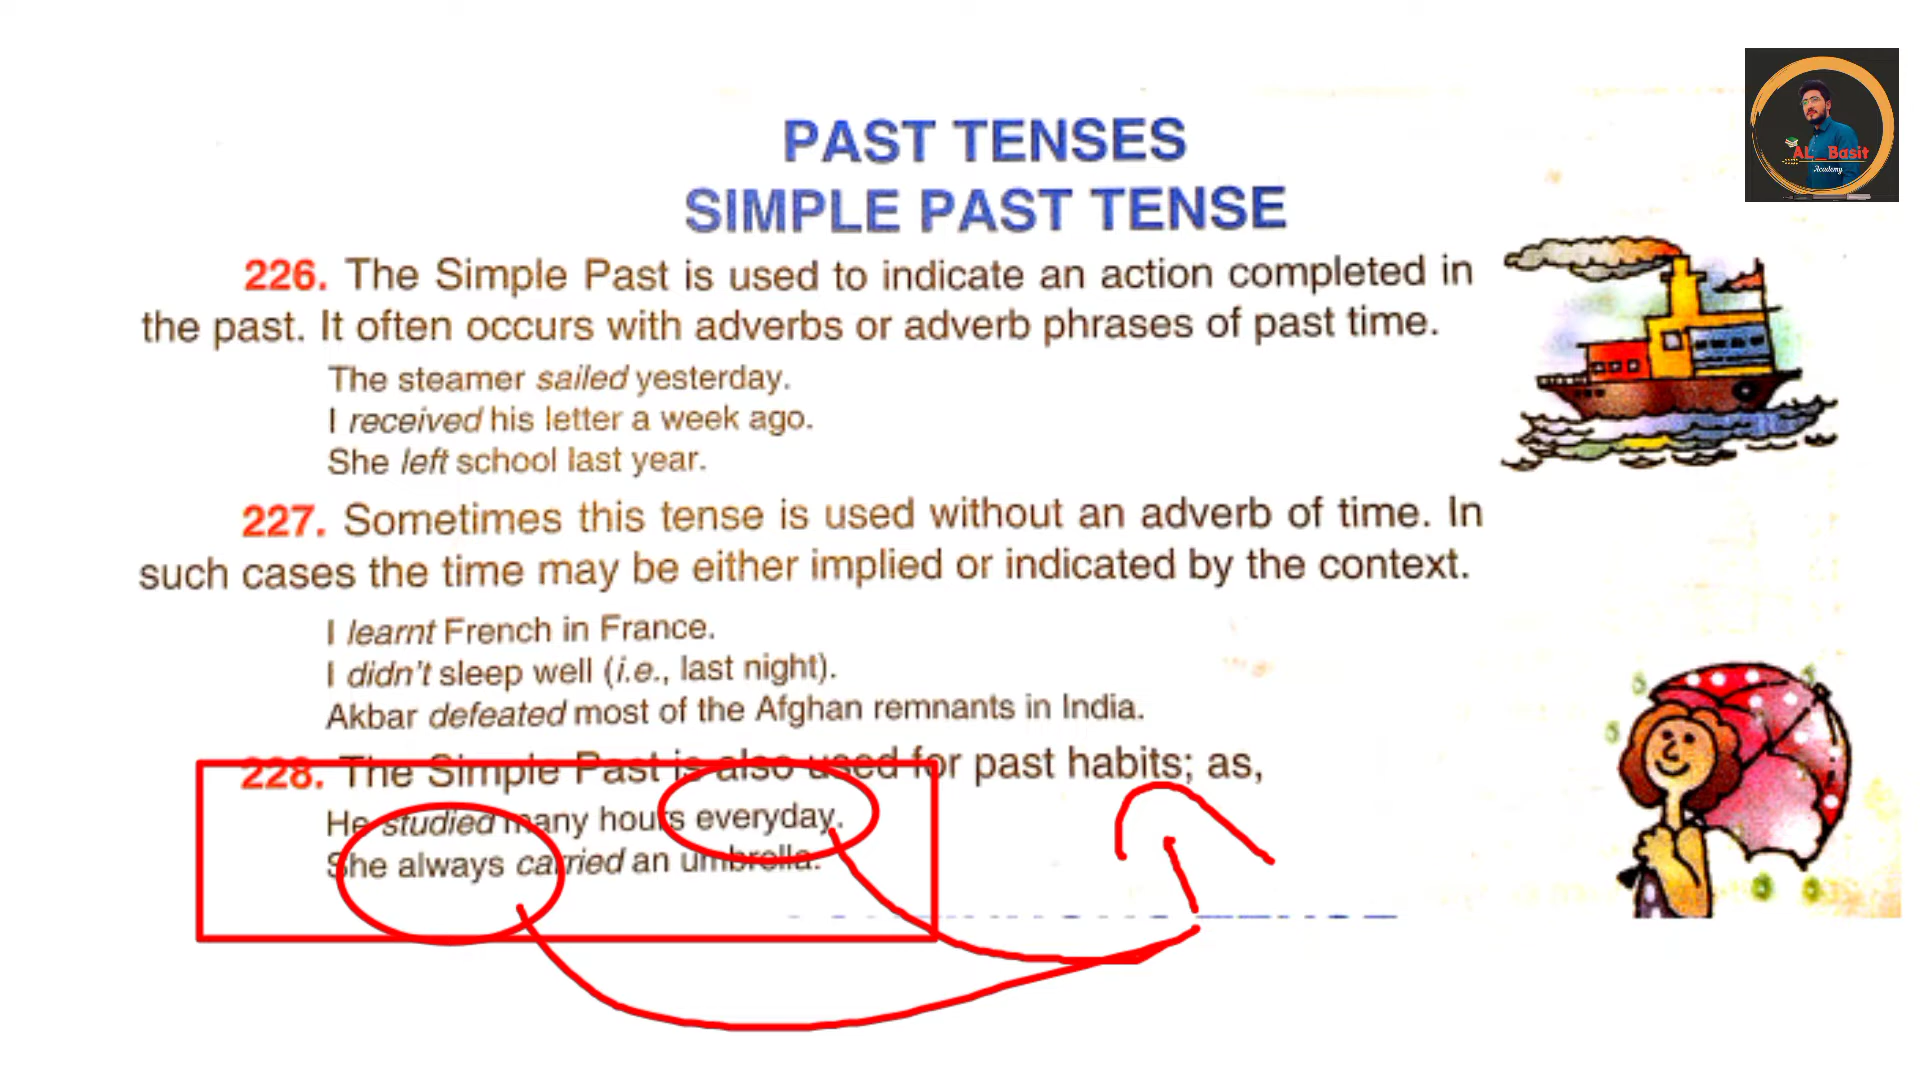 AL_Basit
Academy
PAST TENSES
SIMPLE PAST TENSE
226. The Simple Past is used to indicate an action completed in
the past. It often occurs with adverbs or adverb phrases of past time.
The steamer sailed yesterday.
I received his letter a week ago.
She left school last year.
227. Sometimes this tense is used without an adverb of time. In
such cases the time may be either implied or indicated by the context.
I learnt French in France.
I didn't sleep well (i.e., last night).
Akbar defeated most of the Afghan remnants in India.
228. The Simple Past is also used for past habits; as,
He studied many hours everyday.
She always carried an umbrella.